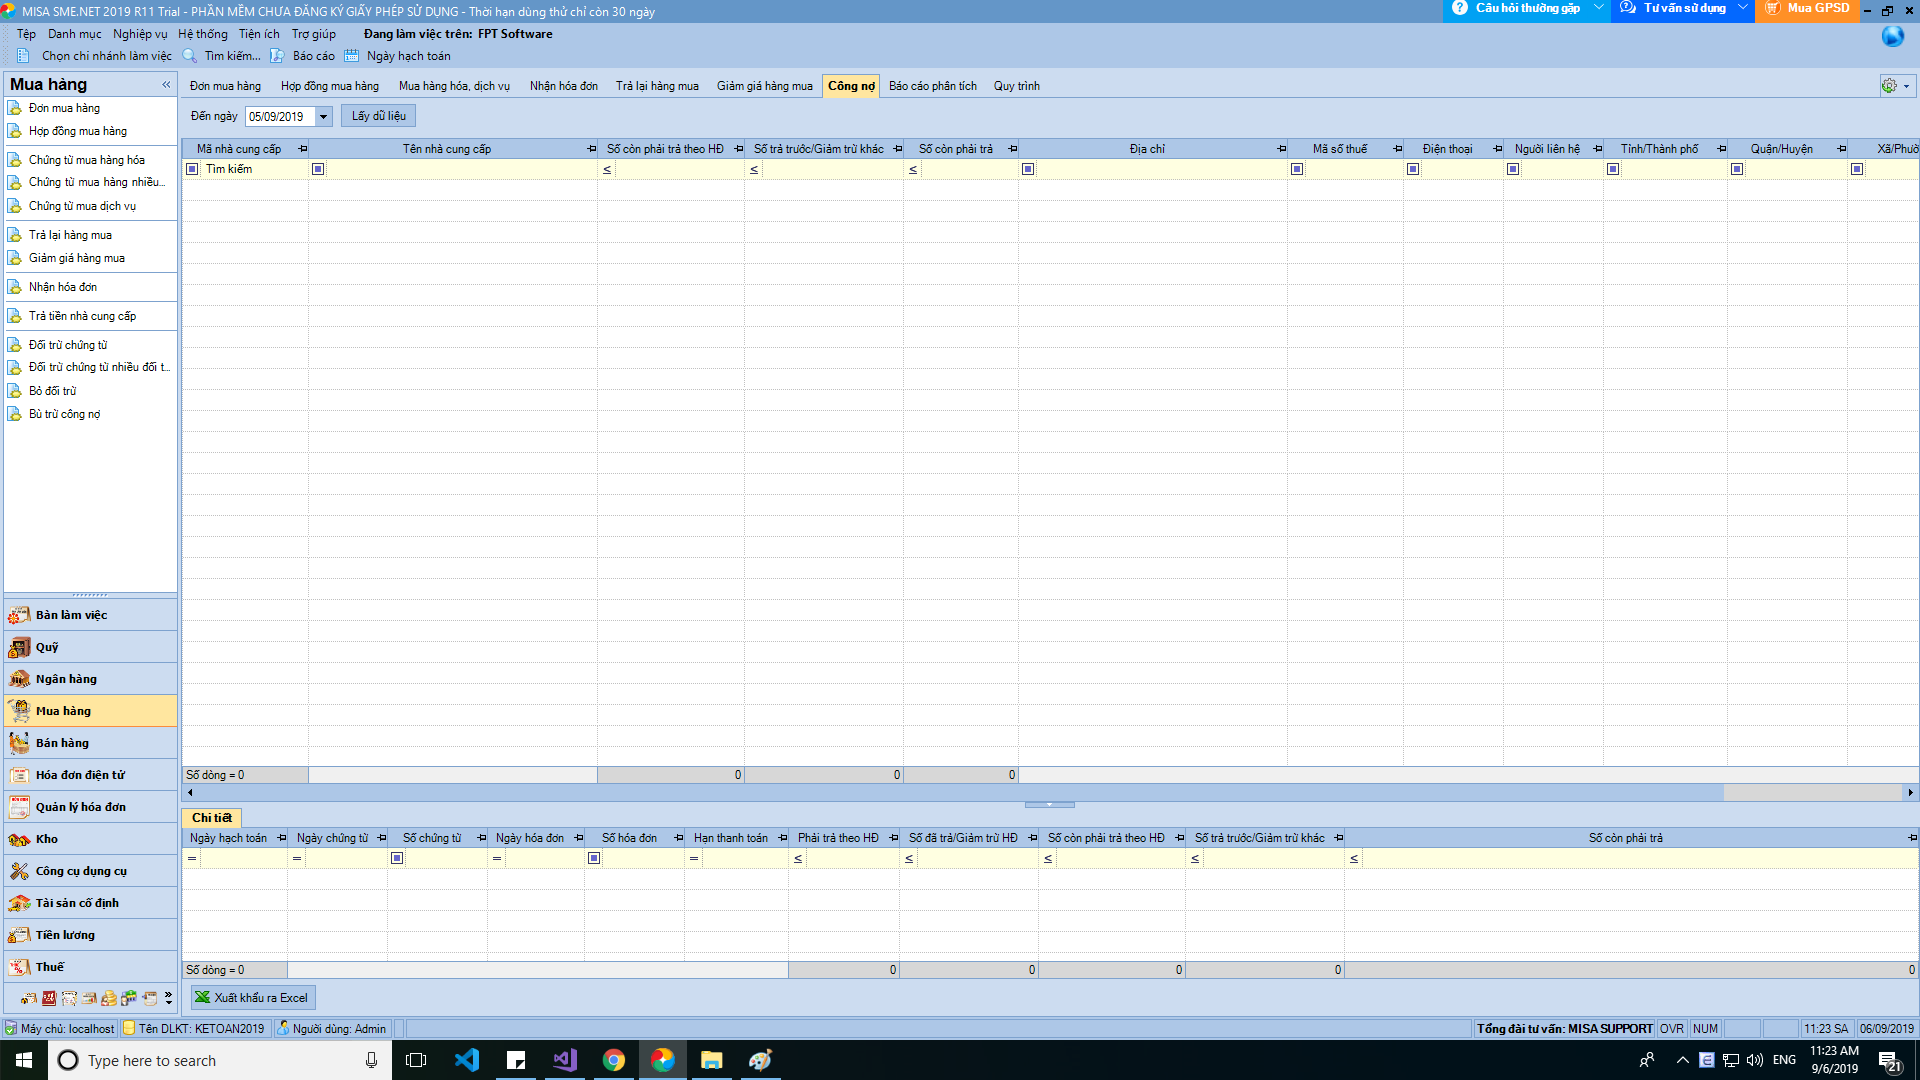 MISA SME.NET 2019 R11 Trial - PHẦN MỀM CHƯA ĐĂNG KÝ GIẤY PHÉP SỬ DỤNG - Thời hạn dùng thử chỉ còn 30 ngày
Câu hỏi thường gặp
Tư vấn sử dụng
Mua GPSD
Tệp Danh mục Nghiệp vụ Hệ thống Tiện ích Trợ giúp Đang làm việc trên: FPT Software
Chọn chi nhánh làm việc Tìm kiếm... Báo cáo Ngày hạch toán
Mua hàng «
Đơn mua hàng
Hợp đồng mua hàng
Chứng từ mua hàng hóa
Chứng từ mua hàng nhiều...
Chứng từ mua dịch vụ
Trả lại hàng mua
Giảm giá hàng mua
Nhận hóa đơn
Trả tiền nhà cung cấp
Đối trừ chứng từ
Đối trừ chứng từ nhiều đối t...
Bỏ đối trừ
Bù trừ công nợ
Bàn làm việc
Quỹ
Ngân hàng
Mua hàng
Bán hàng
Hóa đơn điện tử
Quản lý hóa đơn
Kho
Công cụ dụng cụ
Tài sản cố định
Tiền lương
Thuế
Đơn mua hàng Hợp đồng mua hàng Mua hàng hóa, dịch vụ Nhận hóa đơn Trả lại hàng mua Giảm giá hàng mua Công nợ Báo cáo phân tích Quy trình
Đến ngày 05/09/2019 Lấy dữ liệu
Mã nhà cung cấp Tên nhà cung cấp Số còn phải trả theo HĐ Số trả trước/Giảm trừ khác Số còn phải trả Địa chỉ Mã số thuế Điện thoại Người liên hệ Tỉnh/Thành phố Quận/Huyện Xã/Phườ
Tìm kiếm ≤ ≤ ≤
Số dòng = 0 0 0 0
Chi tiết
Ngày hạch toán Ngày chứng từ Số chứng từ Ngày hóa đơn Số hóa đơn Hạn thanh toán Phải trả theo HĐ Số đã trả/Giảm trừ HĐ Số còn phải trả theo HĐ Số trả trước/Giảm trừ khác Số còn phải trả
= = = = ≤ ≤ ≤ ≤ ≤
Số dòng = 0 0 0 0 0 0
Xuất khẩu ra Excel
Máy chủ: localhost Tên DLKT: KETOAN2019 Người dùng: Admin Tổng đài tư vấn: MISA SUPPORT OVR NUM 11:23 SA 06/09/2019
Type here to search
ENG
11:23 AM
9/6/2019
21